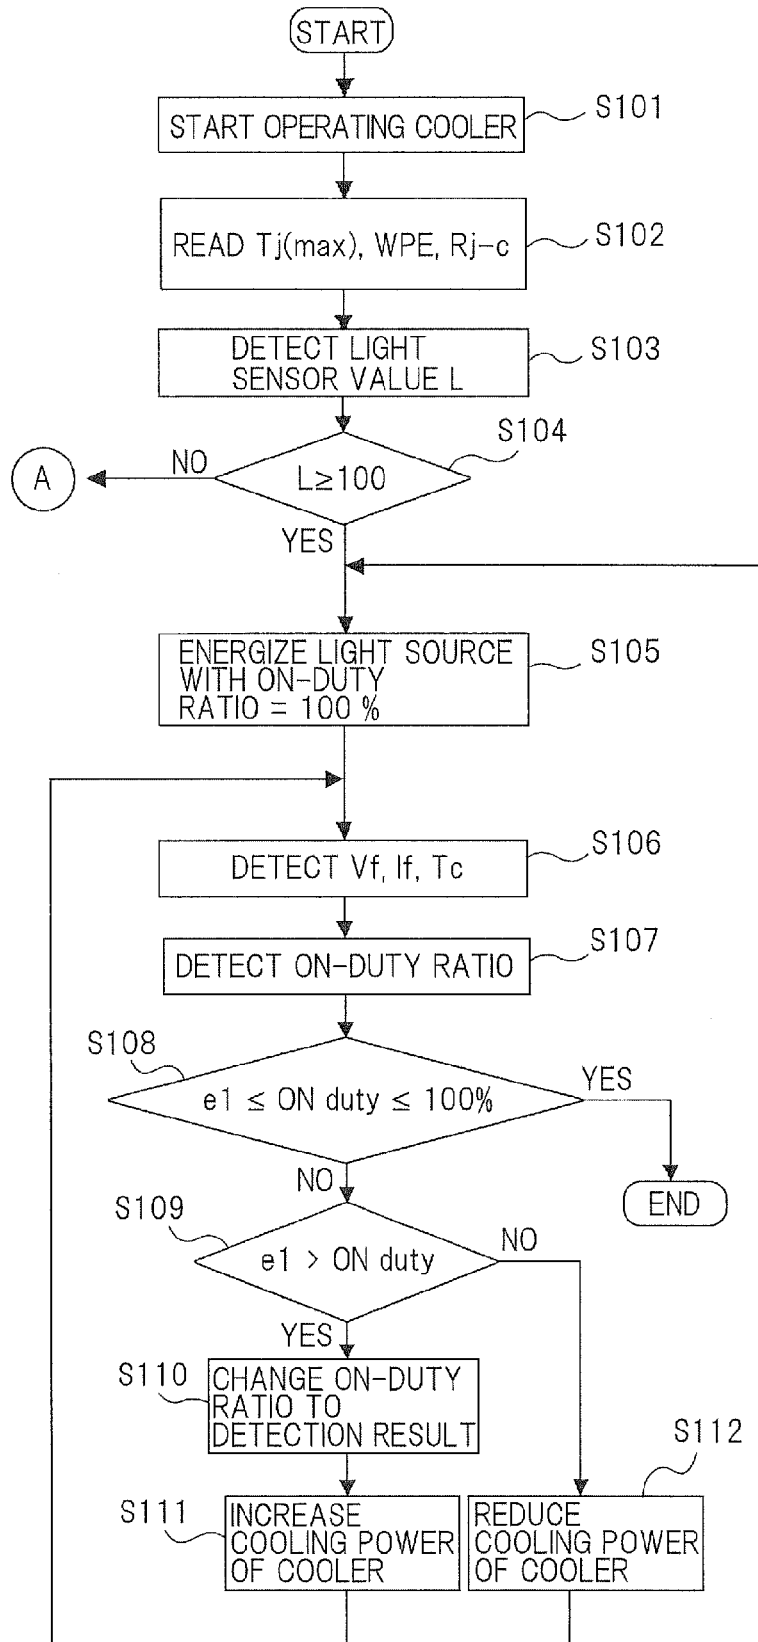 START
START OPERATING COOLER
S101
READ Tj(max), WPE, Rj-c
S102
DETECT LIGHT
SENSOR VALUE L
S103
S104
A
NO
L≥100
YES
ENERGIZE LIGHT SOURCE
WITH ON-DUTY
RATIO = 100 %
S105
DETECT Vf, If, Tc
S106
DETECT ON-DUTY RATIO
S107
S108
e1 ≤ ON duty ≤ 100%
YES
NO
END
S109
e1 > ON duty
NO
YES
S110
CHANGE ON-DUTY
RATIO TO
DETECTION RESULT
S112
S111
INCREASE
COOLING POWER
OF COOLER
REDUCE
COOLING POWER
OF COOLER